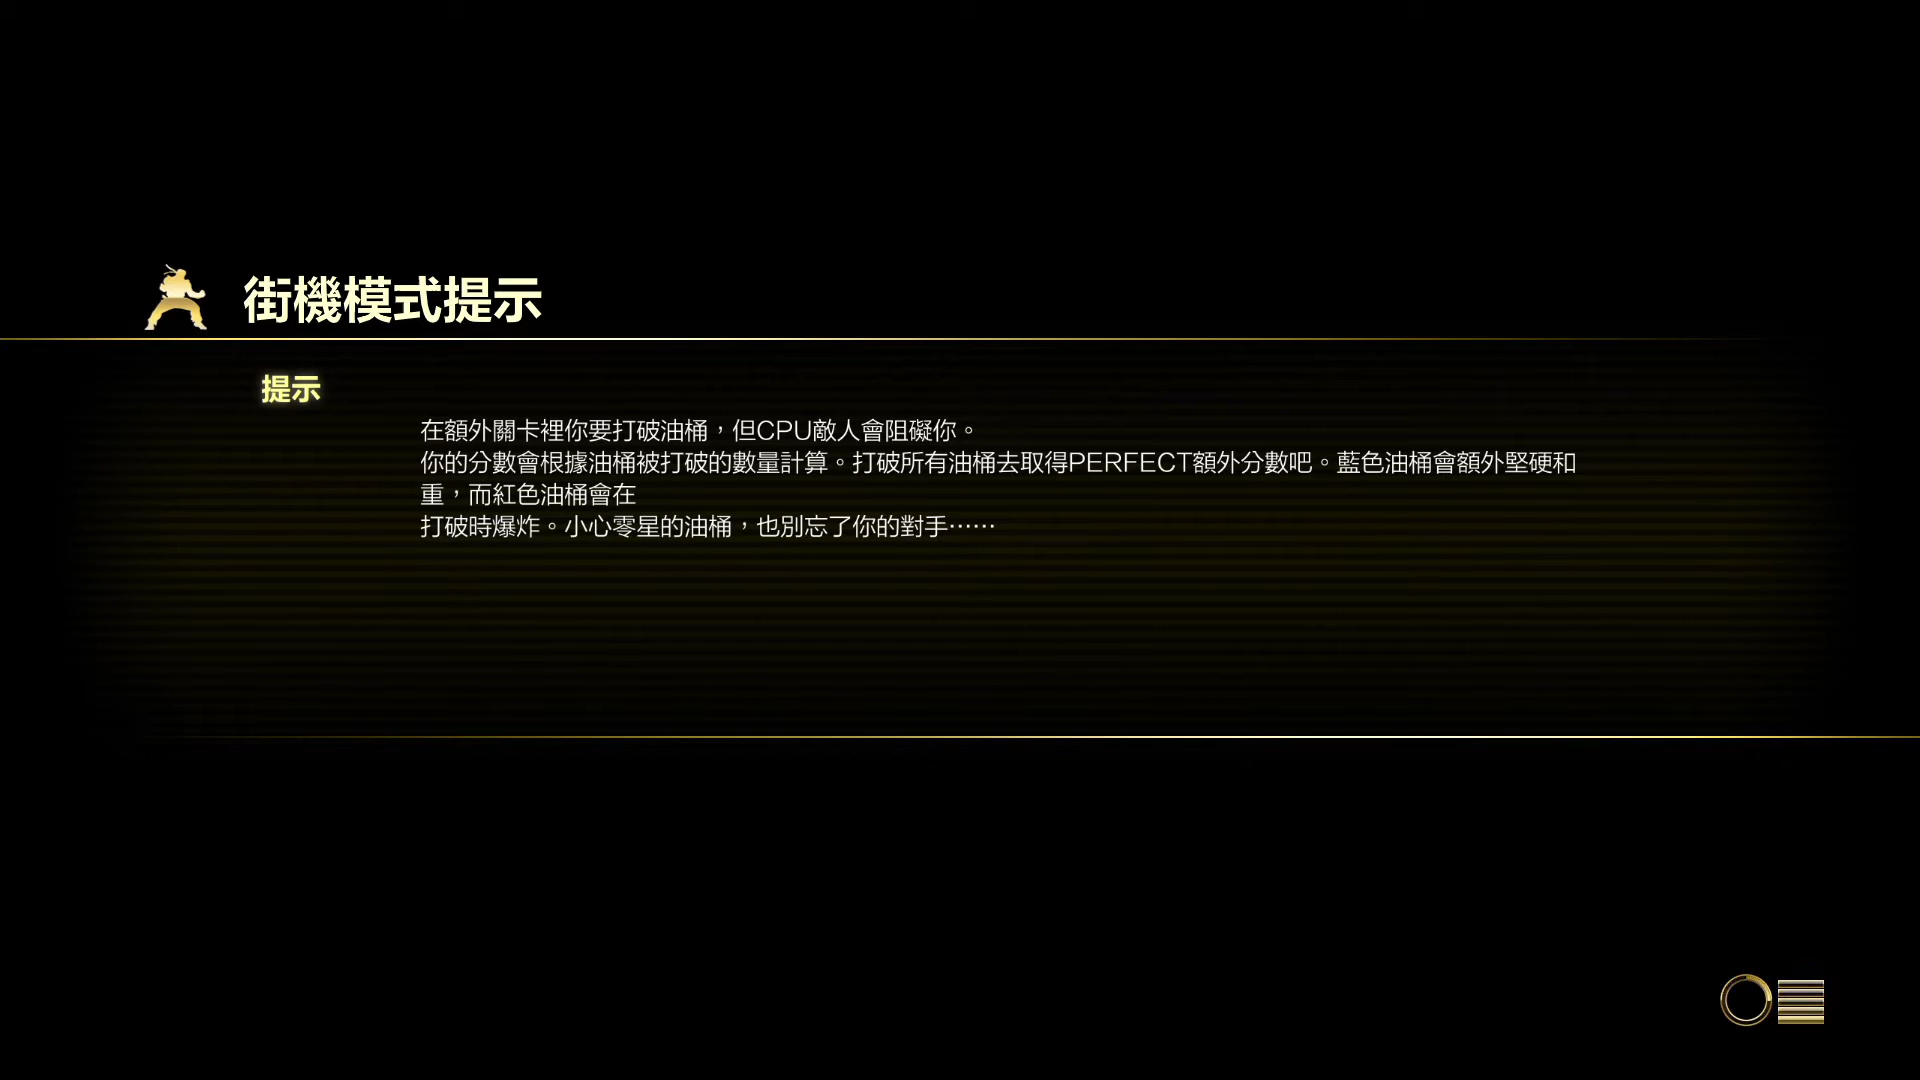 街機模式提示
提示
在額外關卡裡你要打破油桶，但CPU敵人會阻礙你。
你的分數會根據油桶被打破的數量計算。打破所有油桶去取得PERFECT額外分數吧。藍色油桶會額外堅硬和
重，而紅色油桶會在
打破時爆炸。小心零星的油桶，也別忘了你的對手⋯⋯